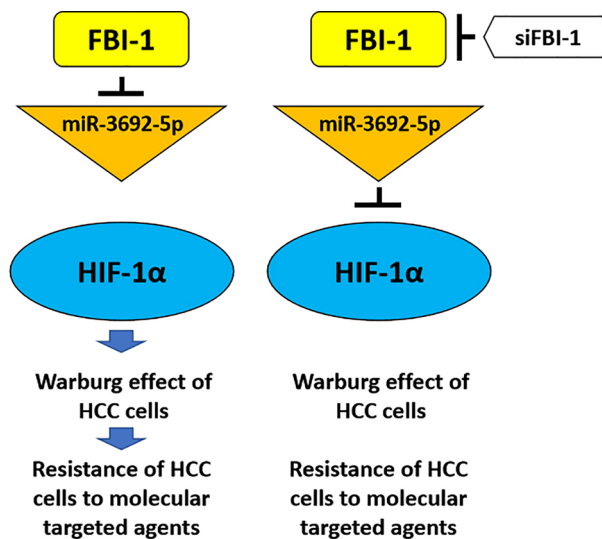 FBI-1
miR-3692-5p
HIF-1α
Warburg effect of
HCC cells
Resistance of HCC
cells to molecular
targeted agents
FBI-1
siFBI-1
miR-3692-5p
HIF-1α
Warburg effect of
HCC cells
Resistance of HCC
cells to molecular
targeted agents